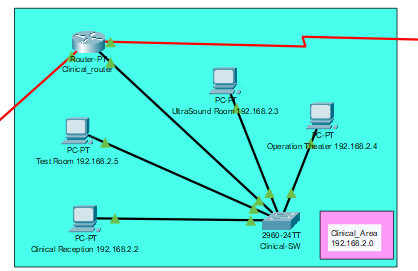 Router-PT
Clinical_router
PC-PT
UltraSound Room 192.168.2.3
PC-PT
Operation Theater 192.168.2.4
PC-PT
Test Room 192.168.2.5
PC-PT
Clinical Reception 192.168.2.2
2960-24TT
Clinical-SW
Clinical_Area
192.168.2.0